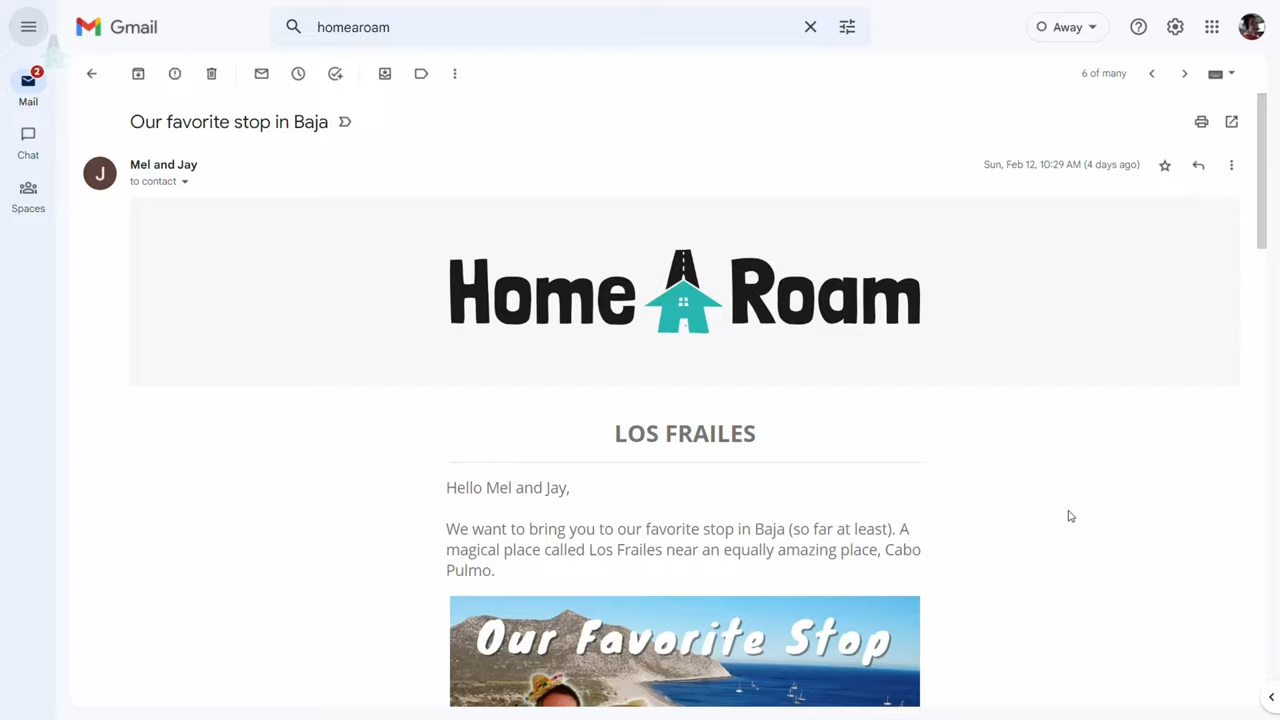 Gmail
homearoam
Away
2
Mail
Chat
Spaces
6 of many
Our favorite stop in Baja
J
Mel and Jay
to contact
Sun, Feb 12, 10:29 AM (4 days ago)
Home Roam
LOS FRAILES
Hello Mel and Jay,
We want to bring you to our favorite stop in Baja (so far at least). A
magical place called Los Frailes near an equally amazing place, Cabo
Pulmo.
Our Favorite Stop